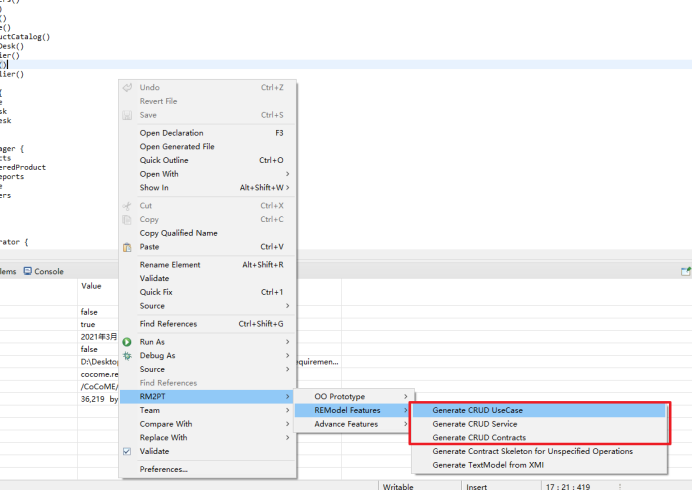 ()
()
e()
uctCatalog()
Desk()
ier()
()
lier()
{
e
sk
esk
ager {
cts
eredProduct
eports
e
ers
rator {
Undo Ctrl+Z
Revert File
Save Ctrl+S
Open Declaration F3
Open Generated File
Quick Outline Ctrl+O
Open With
Show In Alt+Shift+W
Cut Ctrl+X
Copy Ctrl+C
Copy Qualified Name
Paste Ctrl+V
Rename Element Alt+Shift+R
Validate
Quick Fix Ctrl+1
Source
Find References Ctrl+Shift+G
Run As
Debug As
Source
Find References
RM2PT
Team
Compare With
Replace With
Validate
Preferences...
OO Prototype
REModel Features
Advance Features
Generate CRUD UseCase
Generate CRUD Service
Generate CRUD Contracts
Generate Contract Skeleton for Unspecified Operations
Generate TextModel from XMI
lems Console
Value
false
true
2021年3月
false
D:\Deskto equiremen...
cocome.re
/CoCoME/
36,219 by
Writable Insert 17 : 21 : 419